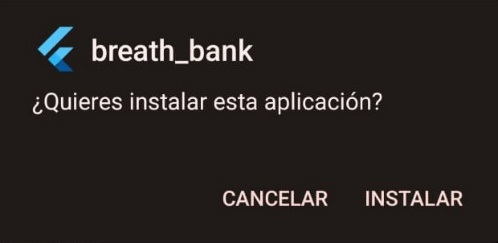 breath_bank
¿Quieres instalar esta aplicación?
CANCELAR INSTALAR